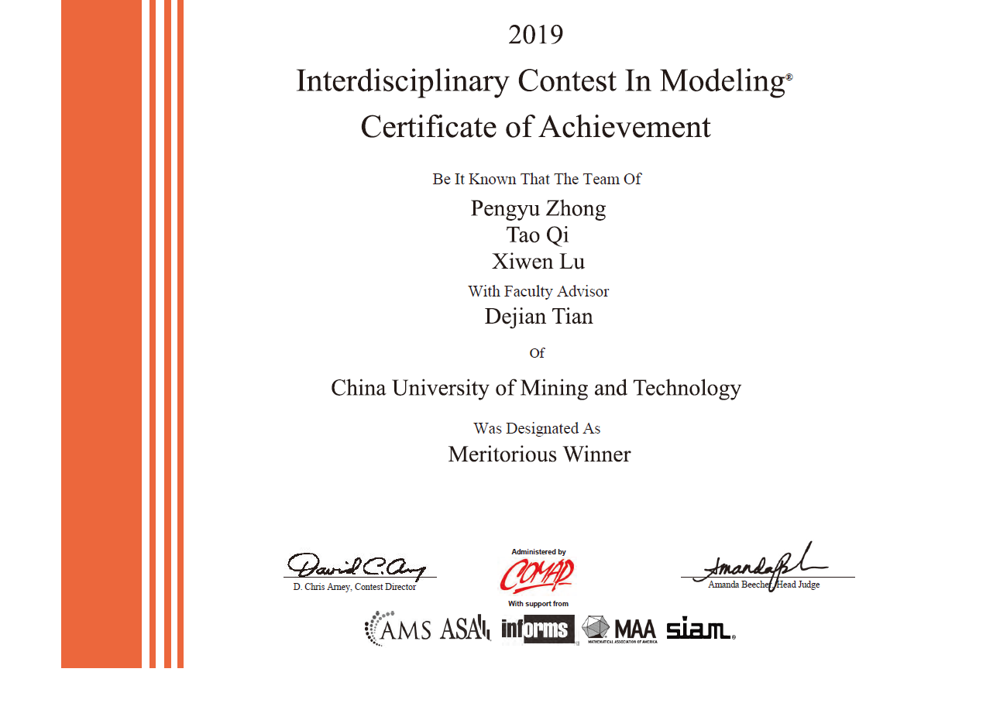 2019
Interdisciplinary Contest In Modeling®
Certificate of Achievement
Be It Known That The Team Of
Pengyu Zhong
Tao Qi
Xiwen Lu
With Faculty Advisor
Dejian Tian
Of
China University of Mining and Technology
Was Designated As
Meritorious Winner
David C. Arney
D. Chris Arney, Contest Director
Administered by
COMAP
Amanda Beecher, Head Judge
With support from
AMS ASA informs MAA siam®
MATHEMATICAL ASSOCIATION OF AMERICA